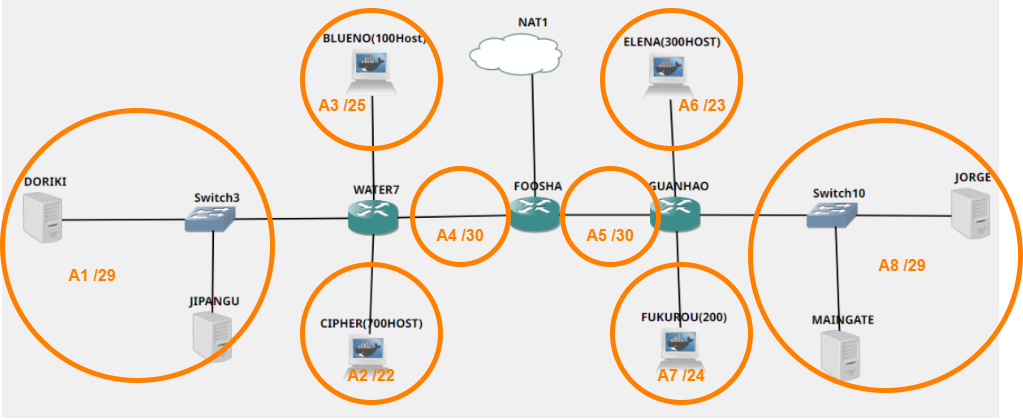 NAT1
BLUENO(100Host)
ELENA(300HOST)
A3 /25
A6 /23
DORIKI
Switch3
WATER7
FOOSHA
GUANHAO
Switch10
JORGE
A4 /30
A5 /30
A1 /29
A8 /29
JIPANGU
CIPHER(700HOST)
FUKUROU(200)
MAINGATE
A2 /22
A7 /24